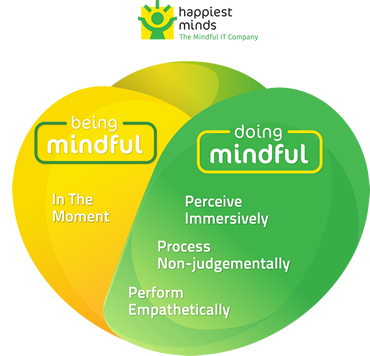 happiest
minds
The Mindful IT Company
being
mindful
In The
Moment
doing
mindful
Perceive
Immersively
Process
Non-judgementally
Perform
Empathetically